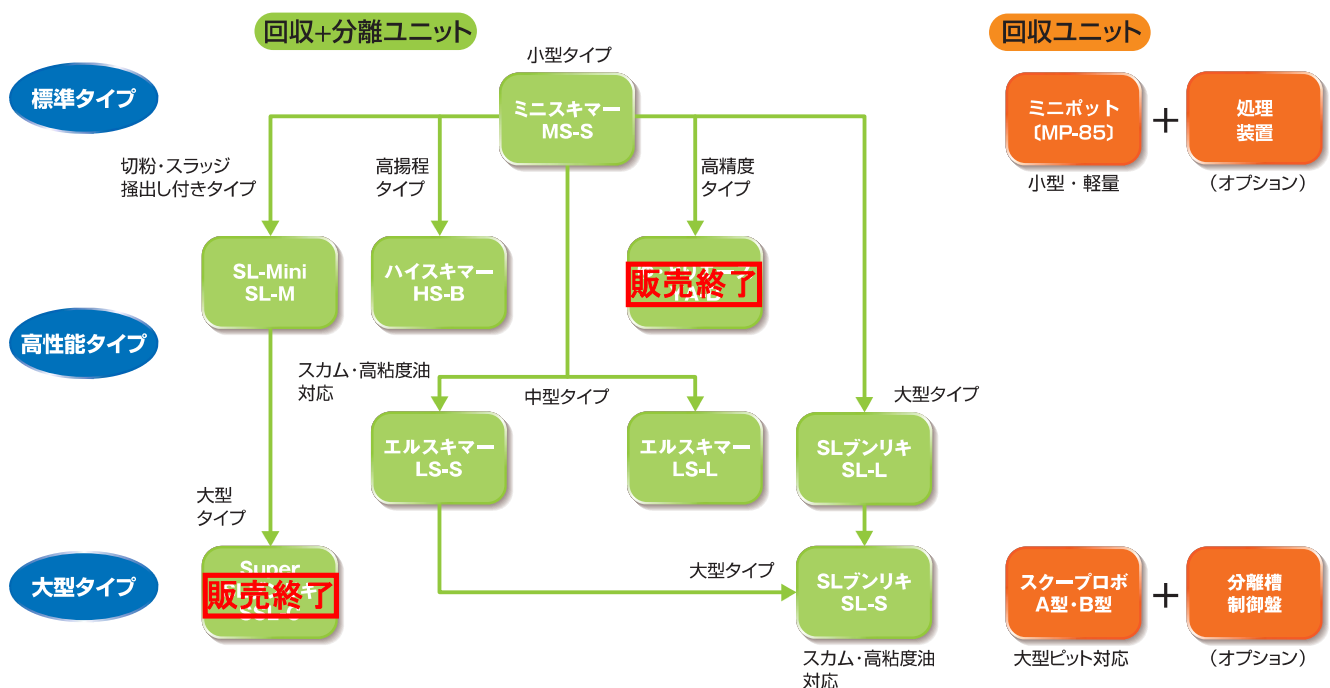 回収+分離ユニット
回収ユニット
標準タイプ
小型タイプ
ミニスキマー
MS-S
ミニポット
〔MP-85〕
小型・軽量
+
処理
装置
（オプション）
切粉・スラッジ
掻出し付きタイプ
高揚程
タイプ
高精度
タイプ
SL-Mini
SL-M
ハイスキマー
HS-B
販売終了
高性能タイプ
スカム・高粘度油
対応
中型タイプ
大型タイプ
エルスキマー
LS-S
エルスキマー
LS-L
SLブンリキ
SL-L
大型
タイプ
大型タイプ
Super
販売終了
大型タイプ
SLブンリキ
SL-S
スカム・高粘度油
対応
スクープロボ
A型・B型
大型ピット対応
+
分離槽
制御盤
（オプション）